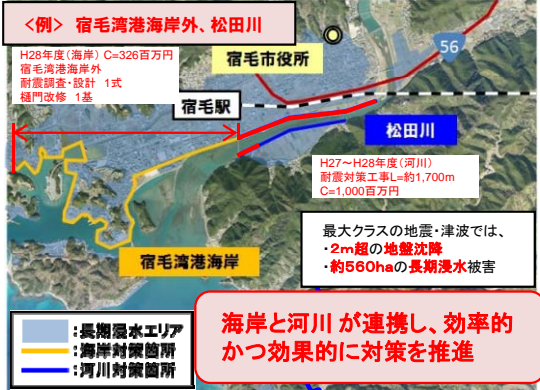 <例> 宿毛湾港海岸外、松田川
H28年度(海岸) C=326百万円
宿毛湾港海岸外
耐震調査・設計 1式
樋門改修 1基
宿毛市役所
56
宿毛駅
松田川
H27~H28年度(河川)
耐震対策工事L=約1,700m
C=1,000百万円
最大クラスの地震・津波では、
・2m超の地盤沈降
・約560haの長期浸水被害
宿毛湾港海岸
:長期浸水エリア
:海岸対策箇所
:河川対策箇所
海岸と河川 が連携し、効率的
かつ効果的に対策を推進